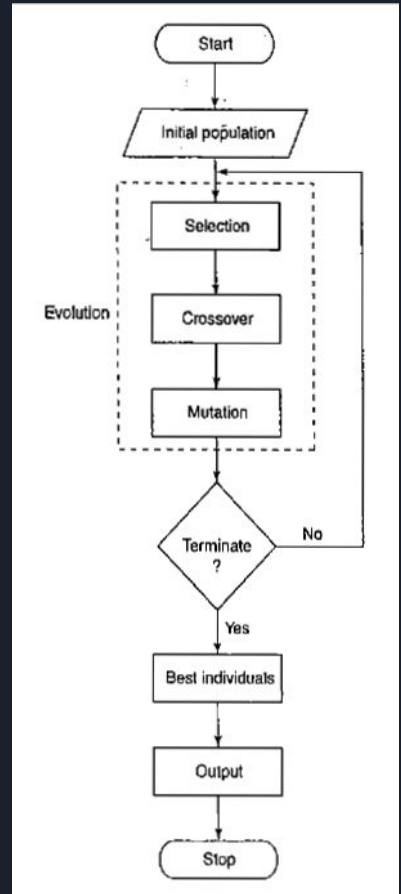 Start
Initial population
Selection
Evolution
Crossover
Mutation
Terminate
?
No
Yes
Best individuals
Output
Stop